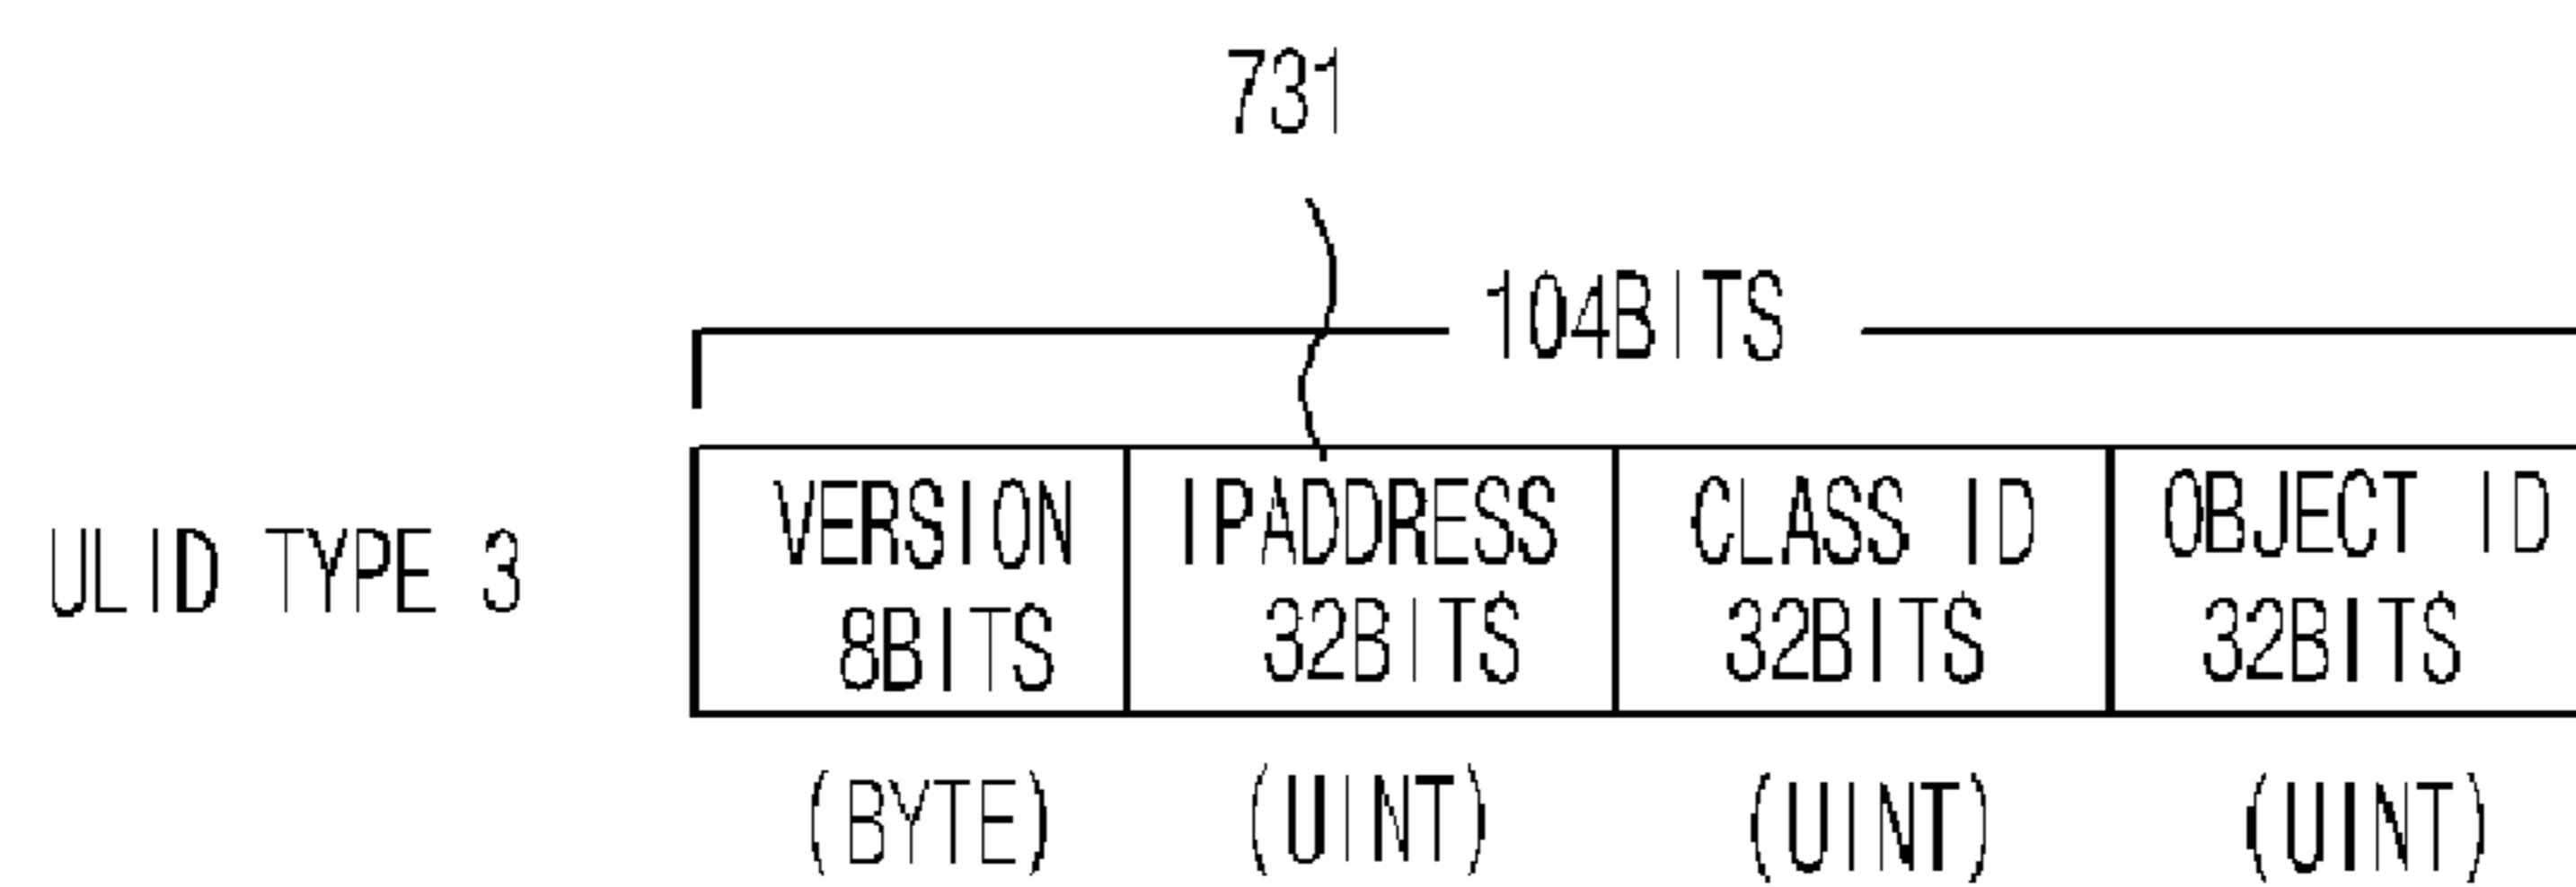 731
104BITS
ULID TYPE 3
VERSION IPADDRESS CLASS ID OBJECT ID
8BITS 32BITS 32BITS 32BITS
(BYTE) (UINT) (UINT) (UINT)